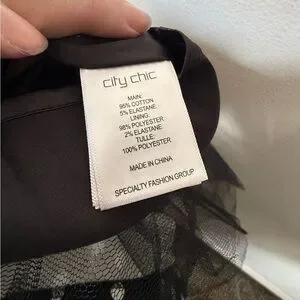 city chic
MAIN:
95% COTTON
5% ELASTANE
LINING:
98% POLYESTER
2% ELASTANE
TULLE:
100% POLYESTER
MADE IN CHINA
SPECIALTY FASHION GROUP